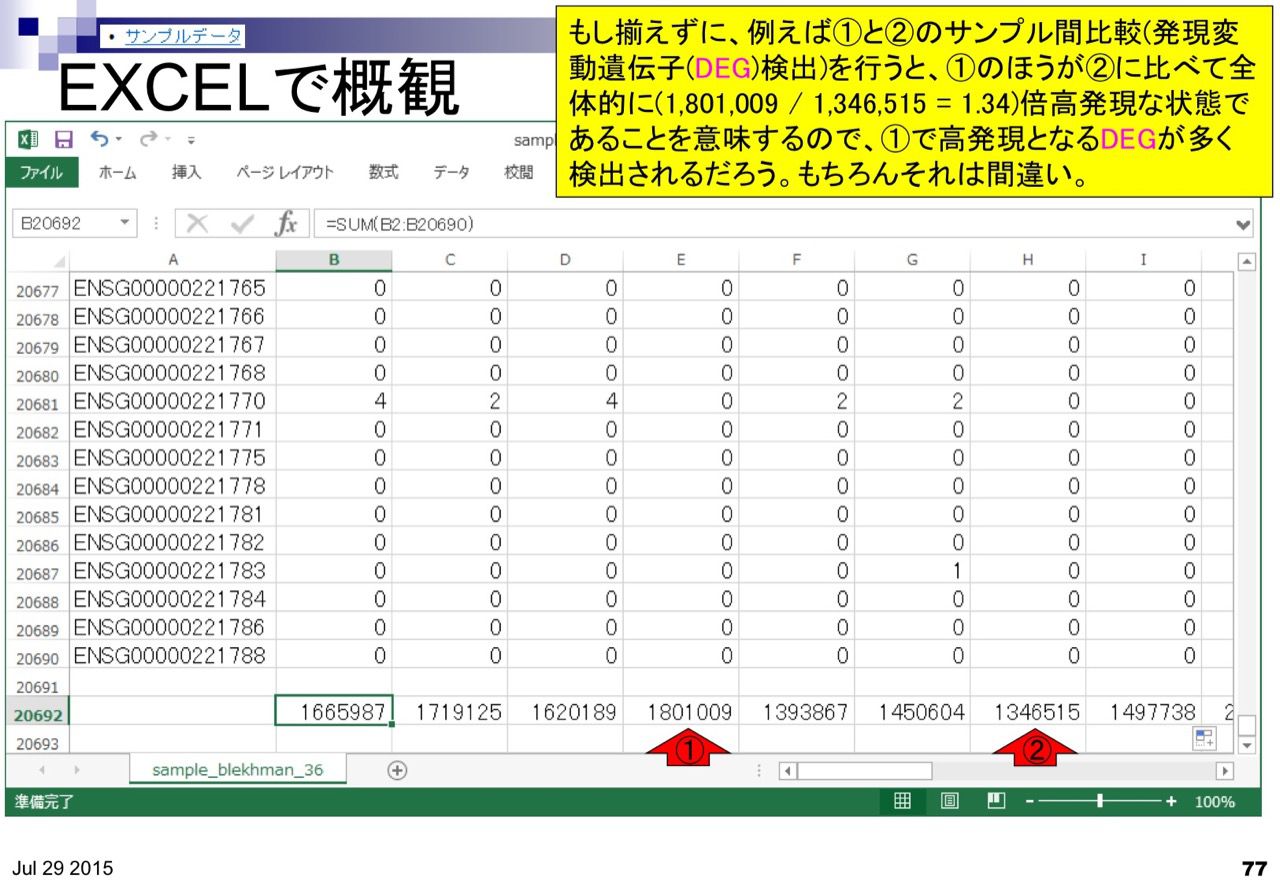 • サンプルデータ
EXCELで概観
もし揃えずに、例えば①と②のサンプル間比較(発現変
動遺伝子(DEG)検出)を行うと、①のほうが②に比べて全
体的に(1,801,009 / 1,346,515 = 1.34)倍高発現な状態で
あることを意味するので、①で高発現となるDEGが多く
検出されるだろう。もちろんそれは間違い。
samp
ファイル ホーム 挿入 ページ レイアウト 数式 データ 校閲
B20692 fx =SUM(B2:B20690)
A B C D E F G H I
20677 ENSG00000221765 0 0 0 0 0 0 0 0
20678 ENSG00000221766 0 0 0 0 0 0 0 0
20679 ENSG00000221767 0 0 0 0 0 0 0 0
20680 ENSG00000221768 0 0 0 0 0 0 0 0
20681 ENSG00000221770 4 2 4 0 2 2 0 0
20682 ENSG00000221771 0 0 0 0 0 0 0 0
20683 ENSG00000221775 0 0 0 0 0 0 0 0
20684 ENSG00000221778 0 0 0 0 0 0 0 0
20685 ENSG00000221781 0 0 0 0 0 0 0 0
20686 ENSG00000221782 0 0 0 0 0 0 0 0
20687 ENSG00000221783 0 0 0 0 0 1 0 0
20688 ENSG00000221784 0 0 0 0 0 0 0 0
20689 ENSG00000221786 0 0 0 0 0 0 0 0
20690 ENSG00000221788 0 0 0 0 0 0 0 0
20691
20692 1665987 1719125 1620189 1801009 1393867 1450604 1346515 1497738 2
20693
① ②
sample_blekhman_36
準備完了 100%
Jul 29 2015
77